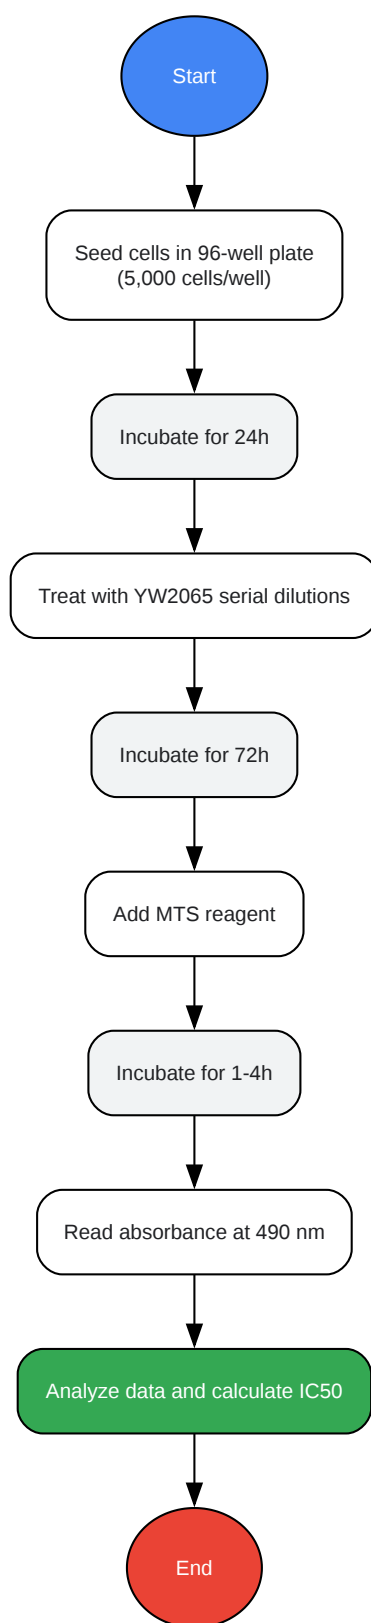 Start
Seed cells in 96-well plate
(5,000 cells/well)
Incubate for 24h
Treat with YW2065 serial dilutions
Incubate for 72h
Add MTS reagent
Incubate for 1-4h
Read absorbance at 490 nm
Analyze data and calculate IC50
End